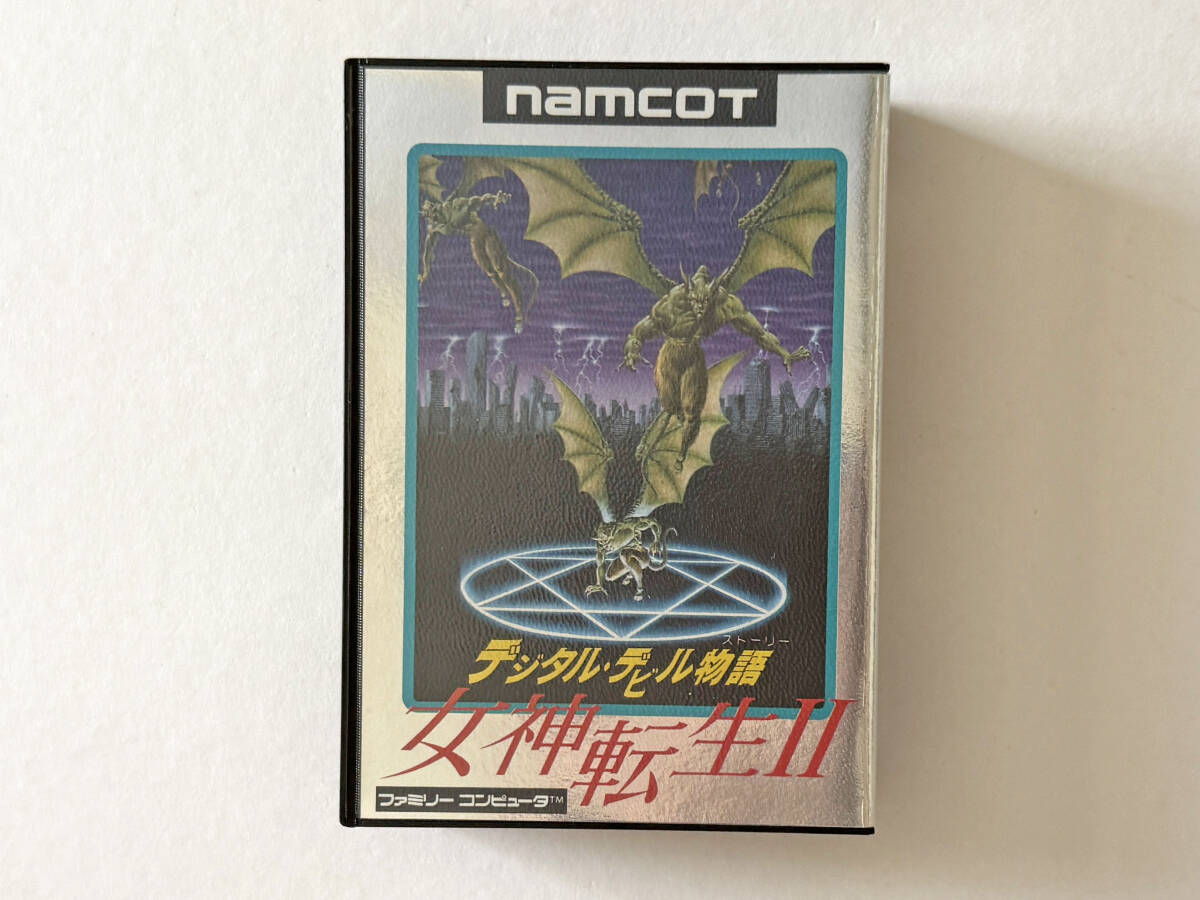 namcoT
ストーリー
デジタル・デビル物語
女神転生II
ファミリーコンピュータ™